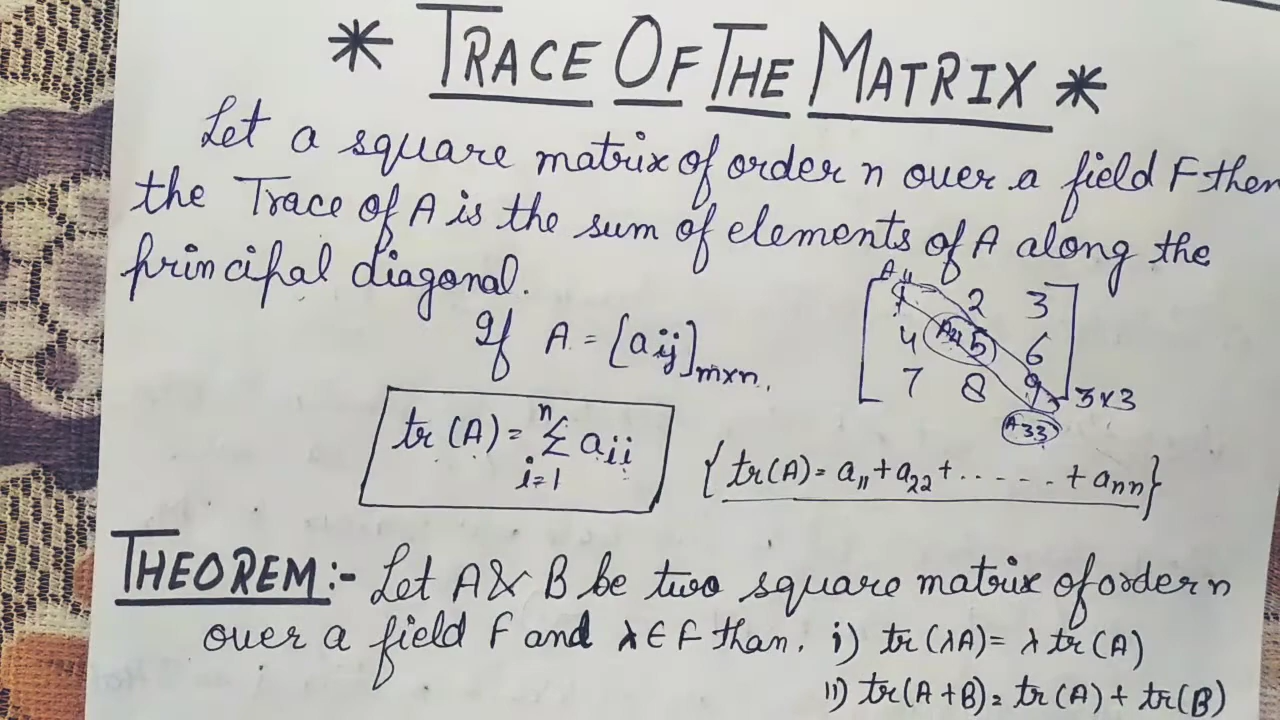 * TRACE OF THE MATRIX *
Let a square matrix of order n over a field F then
the Trace of A is the sum of elements of A along the
principal diagonal.
If A = [aij]m×n.
A11
1 2 3
4 A22 5 6
7 8 9
3×3
A33
tr (A) = n∑i=1 aii
{tr(A) = a11 + a22 + ...... + ann}
THEOREM :- Let A & B be two square matrix of order n
over a field F and λ ∈ F than. i) tr (λA) = λ tr (A)
ii) tr(A+B) = tr(A) + tr(B)